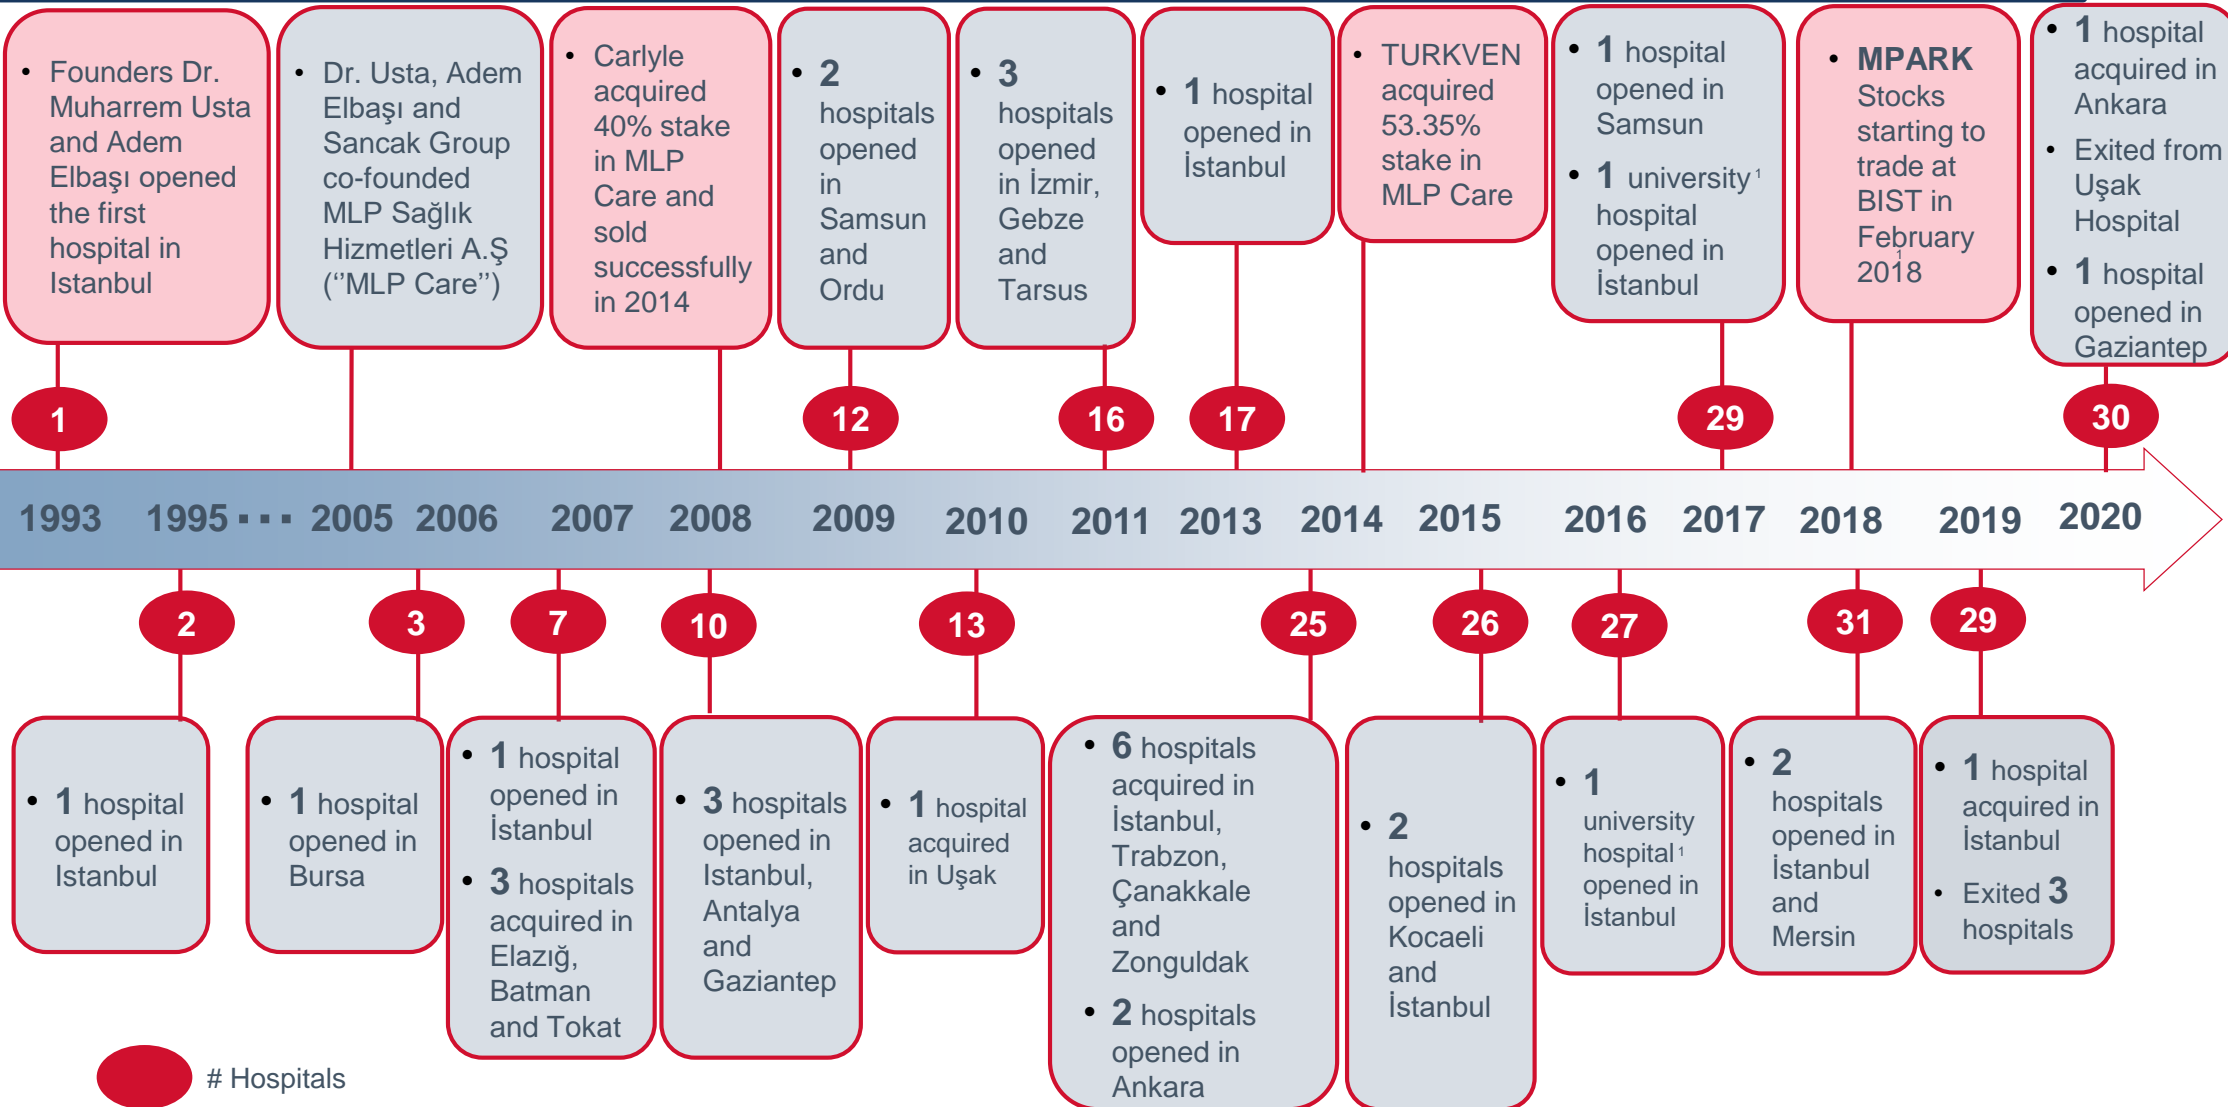 • Founders Dr.
Muharrem Usta
and Adem
Elbaşı opened
the first
hospital in
Istanbul
• Dr. Usta, Adem
Elbaşı and
Sancak Group
co-founded
MLP Sağlık
Hizmetleri A.Ş
(‘’MLP Care’’)
• Carlyle
acquired
40% stake
in MLP
Care and
sold
successfully
in 2014
• 2
hospitals
opened
in
Samsun
and
Ordu
• 3
hospitals
opened
in İzmir,
Gebze
and
Tarsus
• 1 hospital
opened in
İstanbul
• TURKVEN
acquired
53.35%
stake in
MLP Care
• 1 hospital
opened in
Samsun
• 1 university 1
hospital
opened in
İstanbul
• MPARK
Stocks
starting to
trade at
BIST in
February
1
2018
• 1 hospital
acquired in
Ankara
• Exited from
Uşak
Hospital
• 1 hospital
opened in
Gaziantep
1
12
16
17
29
30
1993 1995 ... 2005 2006 2007 2008 2009 2010 2011 2013 2014 2015 2016 2017 2018 2019 2020
2
3
7
10
13
25
26
27
31
29
• 1 hospital
opened in
Istanbul
• 1 hospital
opened in
Bursa
• 1 hospital
opened in
İstanbul
• 3 hospitals
acquired in
Elazığ,
Batman
and Tokat
• 3 hospitals
opened in
Istanbul,
Antalya
and
Gaziantep
• 1 hospital
acquired
in Uşak
• 6 hospitals
acquired in
İstanbul,
Trabzon,
Çanakkale
and
Zonguldak
• 2 hospitals
opened in
Ankara
• 2
hospitals
opened in
Kocaeli
and
İstanbul
• 1
university
hospital 1
opened in
İstanbul
• 2
hospitals
opened in
İstanbul
and
Mersin
• 1 hospital
acquired in
İstanbul
• Exited 3
hospitals
# Hospitals